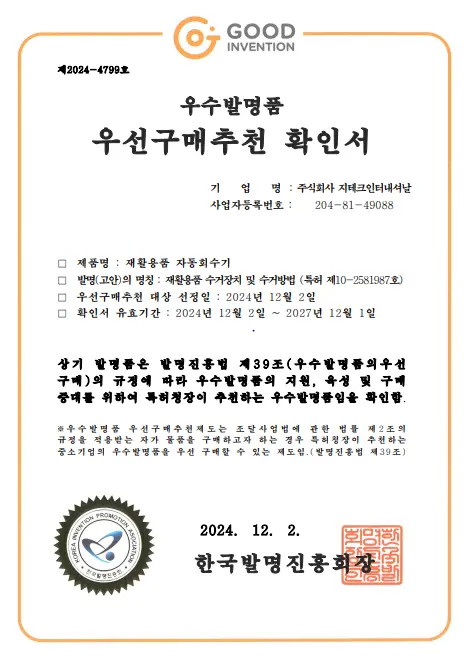 GOOD
INVENTION
제2024-4799호
우수발명품
우선구매추천 확인서
기 업 명 : 주식회사 지테크인터내셔날
사업자등록번호 : 204-81-49088
□ 제품명 : 재활용품 자동회수기
□ 발명(고안)의 명칭 : 재활용품 수거장치 및 수거방법 (특허 제10-2581987호)
□ 우선구매추천 대상 선정일 : 2024년 12월 2일
□ 확인서 유효기간 : 2024년 12월 2일 ~ 2027년 12월 1일
상기 발명품은 발명진흥법 제39조(우수발명품의우선
구매)의 규정에 따라 우수발명품의 지원, 육성 및 구매
증대를 위하여 특허청장이 추천하는 우수발명품임을 확인함.
※우수발명품 우선구매추천제도는 조달사업법에 관한 법률 제2조의
규정을 적용받는 자가 물품을 구매하고자 하는 경우 특허청장이 추천하는
중소기업의 우수발명품을 우선 구매할 수 있는 제도임.(발명진흥법 제39조)
KOREA INVENTION PROMOTION ASSOCIATION
한국발명진흥회
2024. 12. 2.
한국발명진흥회장